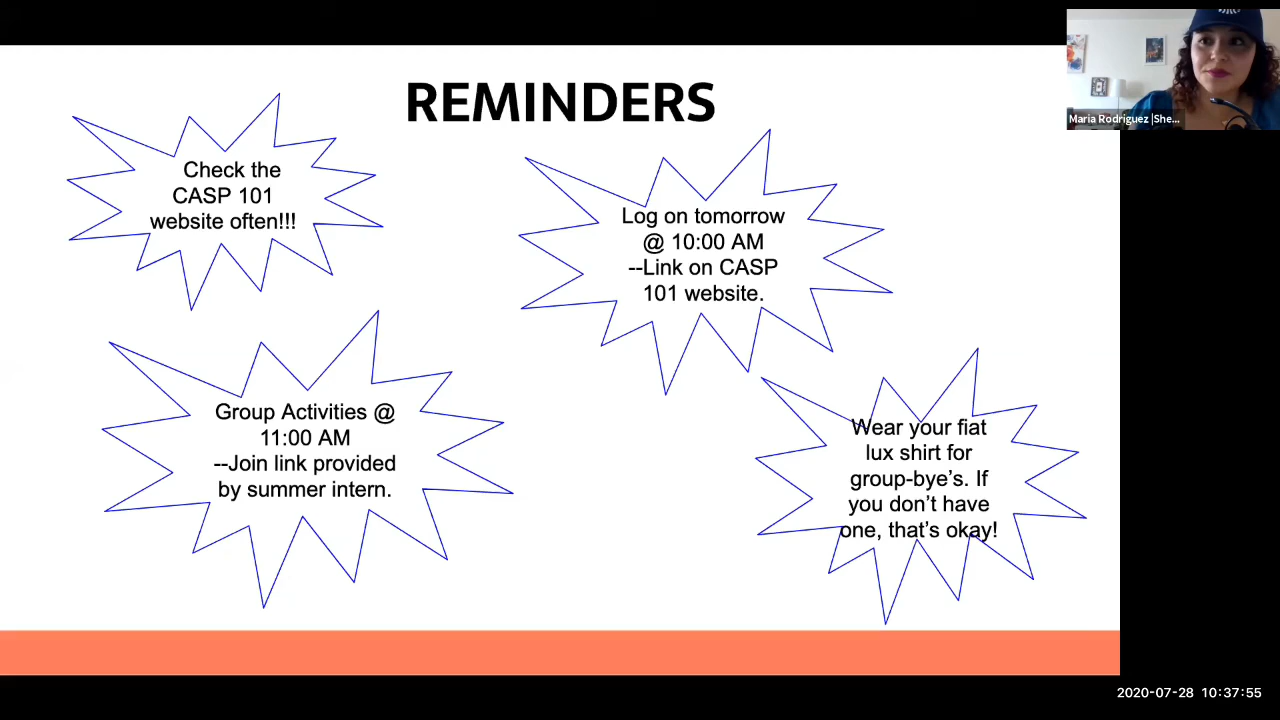 REMINDERS
Check the
CASP 101
website often!!!
Log on tomorrow
@ 10:00 AM
--Link on CASP
101 website.
Group Activities @
11:00 AM
--Join link provided
by summer intern.
Wear your fiat
lux shirt for
group-bye’s. If
you don’t have
one, that’s okay!
Maria Rodriguez |She...
2020-07-28 10:37:55